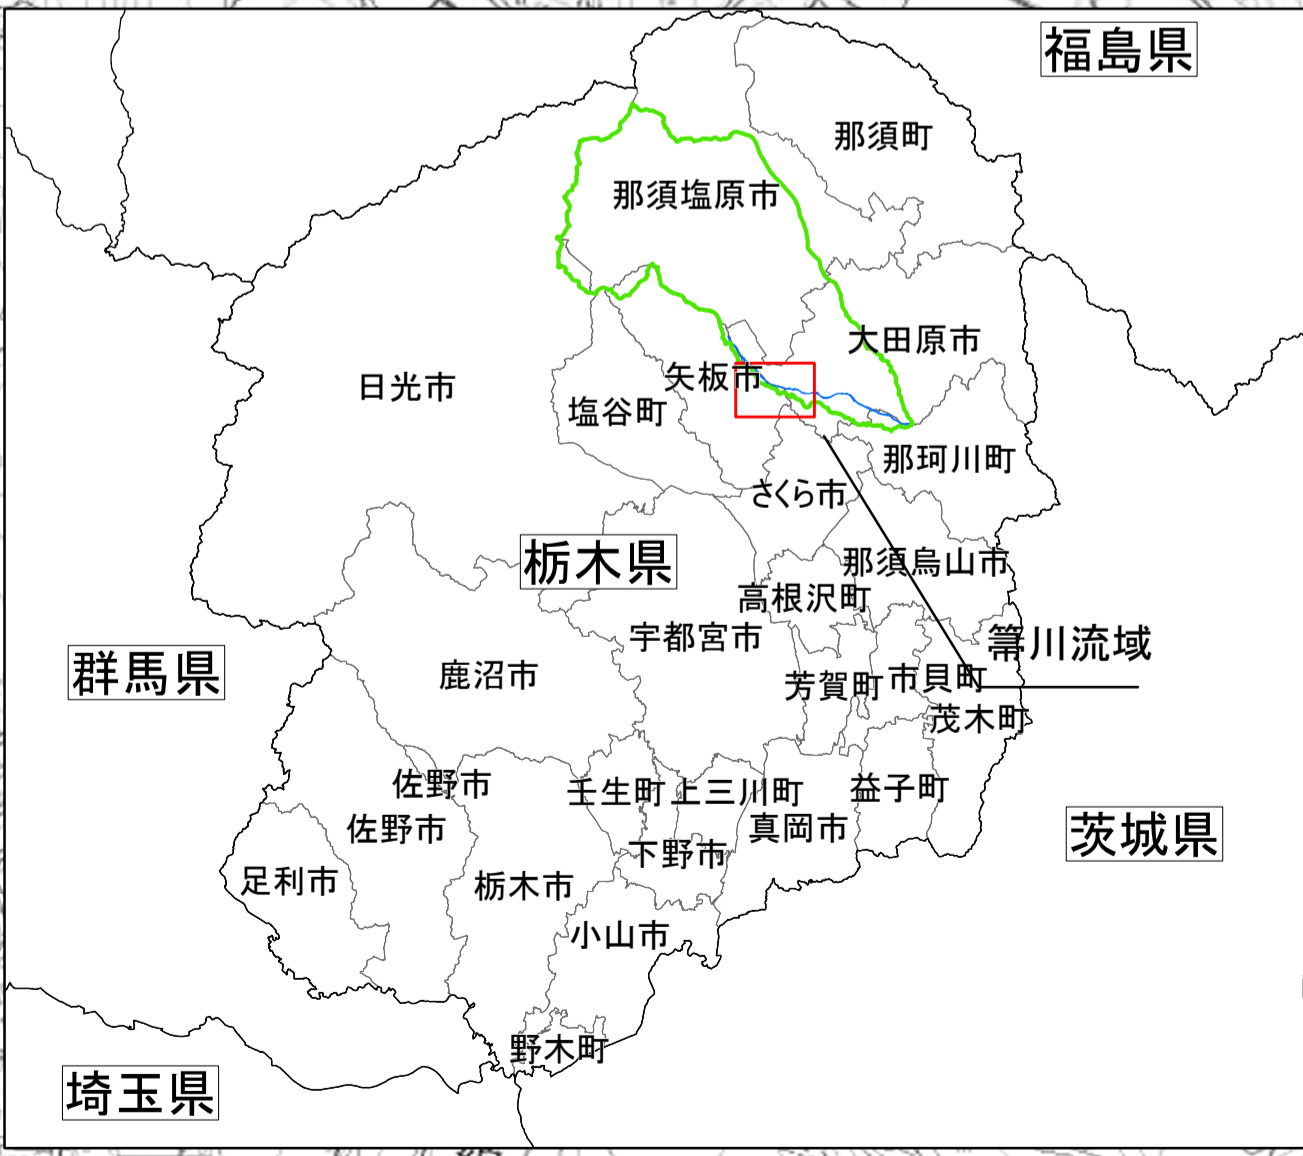 福島県
那須町
那須塩原市
大田原市
矢板市
日光市
塩谷町
那珂川町
さくら市
栃木県
那須烏山市
高根沢町
宇都宮市
箒川流域
群馬県
鹿沼市
芳賀町
市貝町
茂木町
佐野市
壬生町
上三川町
益子町
佐野市
真岡市
茨城県
下野市
足利市
栃木市
小山市
野木町
埼玉県